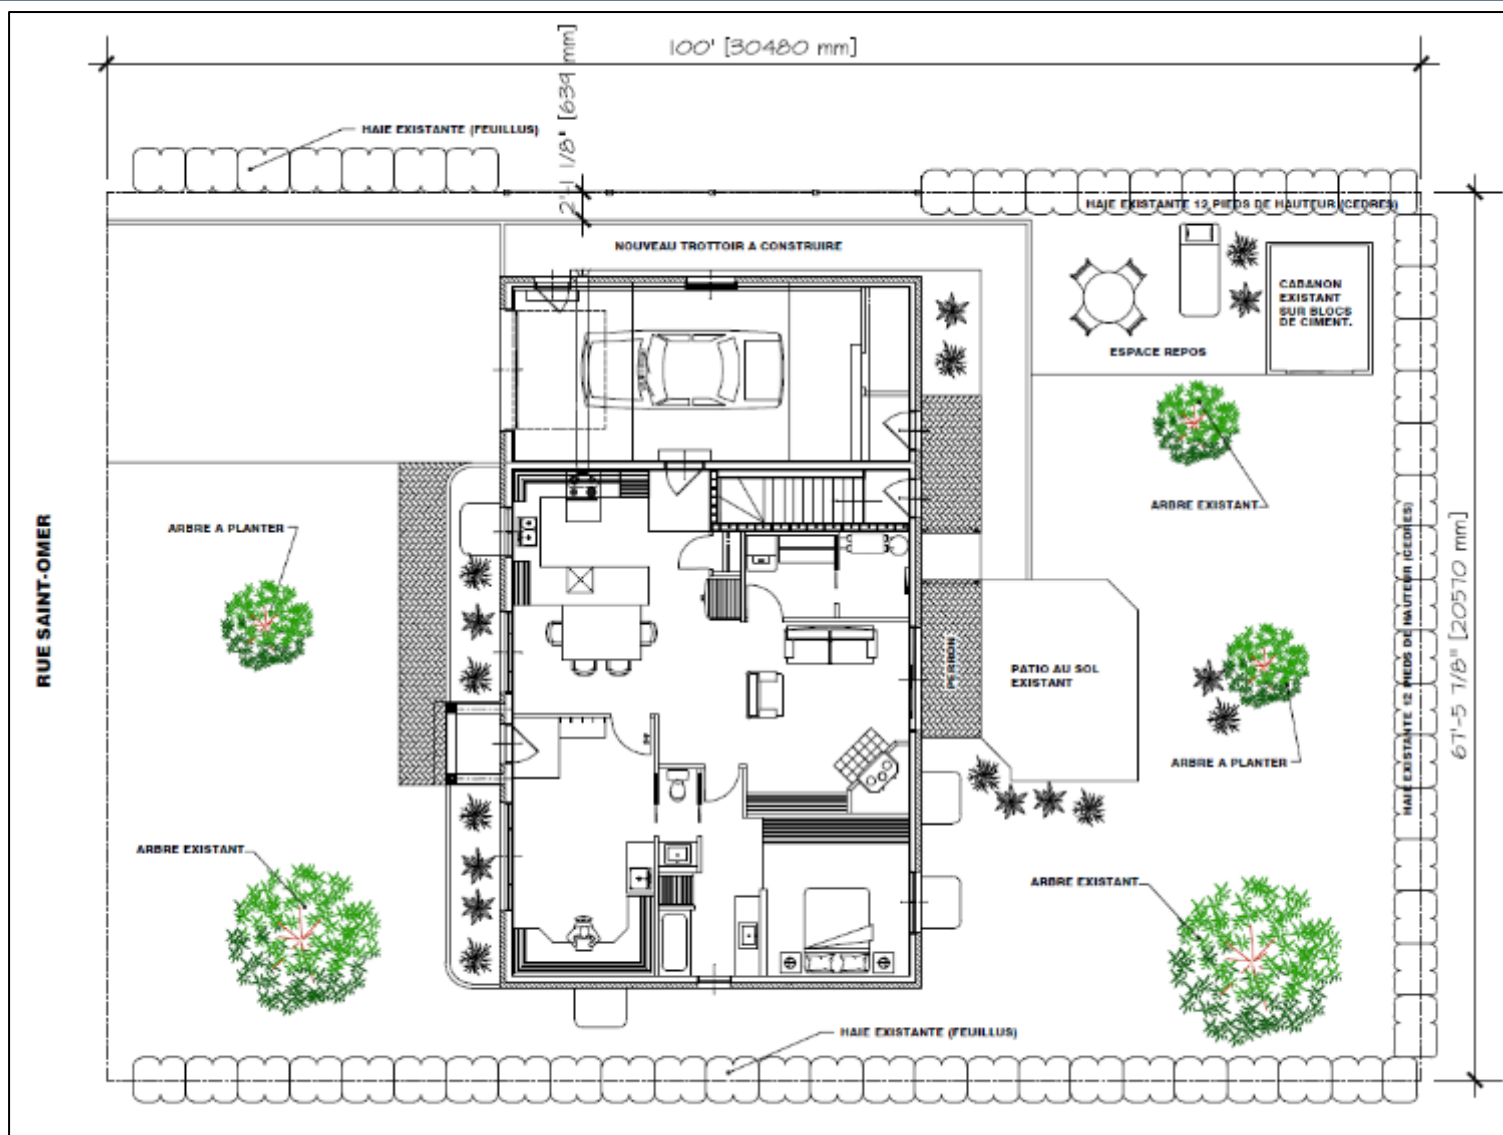 100' [30480 mm]
2'-1 1/8" [639 mm]
HAIE EXISTANTE (FEUILLUS)
HAIE EXISTANTE 12 PIEDS DE HAUTEUR (CEDRES)
NOUVEAU TROTTOIR A CONSTRUIRE
CABANON
EXISTANT
SUR BLOCS
DE CIMENT.
ESPACE REPOS
ARBRE EXISTANT
ARBRE A PLANTER
RUE SAINT-OMER
HAIE EXISTANTE 12 PIEDS DE HAUTEUR (CEDRES)
67'-5 7/8" [20570 mm]
PERRON
PATIO AU SOL
EXISTANT
ARBRE A PLANTER
ARBRE EXISTANT
ARBRE EXISTANT
HAIE EXISTANTE (FEUILLUS)